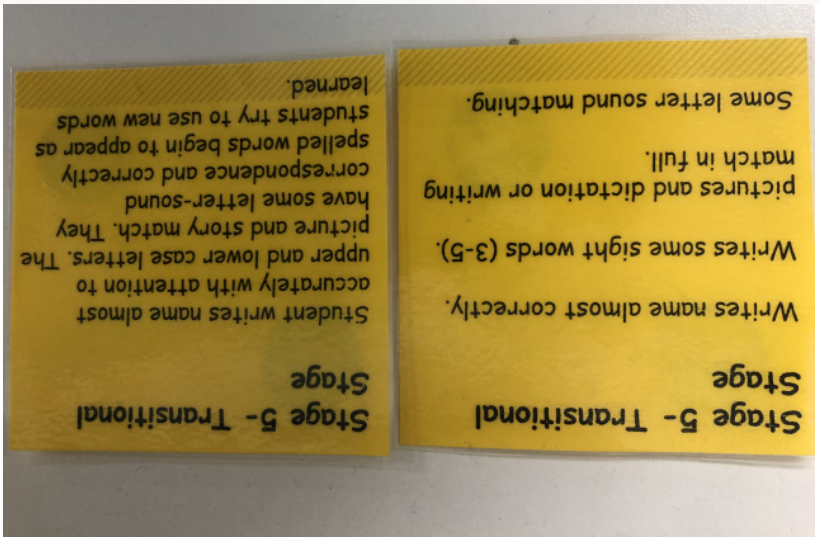 Stage 5- Transitional
Stage
Writes name almost correctly.
Writes some sight words (3-5).
pictures and dictation or writing
match in full.
Some letter sound matching.
Stage 5 - Transitional
Stage
Student writes name almost
accurately with attention to
upper and lower case letters. The
picture and story match. They
have some letter-sound
correspondence and correctly
spelled words begin to appear as
students try to use new words
learned.